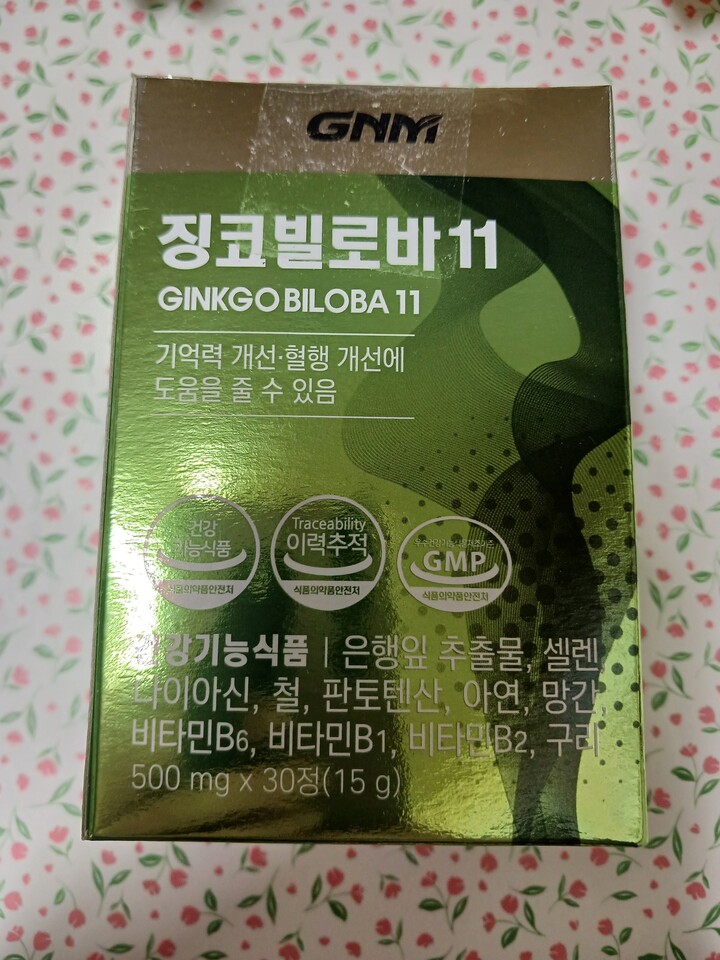 GNM
징코빌로바 11
GINKGO BILOBA 11
기억력 개선·혈행 개선에
도움을 줄 수 있음
건강
기능식품
식품의약품안전처
Traceability
이력추적
식품의약품안전처
GMP
식품의약품안전처
건강기능식품 | 은행잎 추출물, 셀렌
나이아신, 철, 판토텐산, 아연, 망간,
비타민B6, 비타민B1, 비타민B2, 구리
500 mg x 30정(15 g)